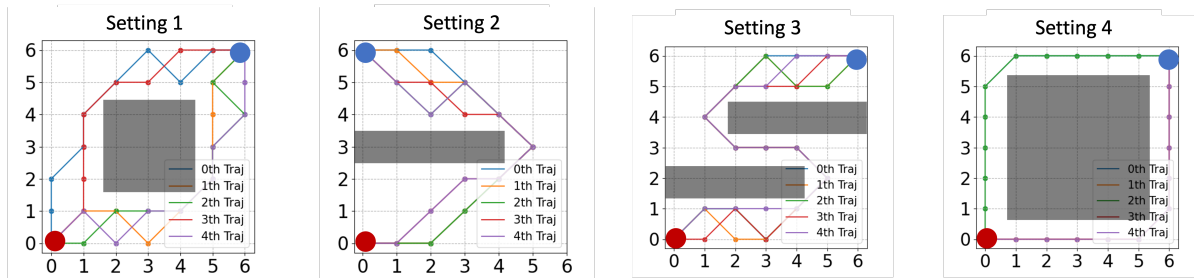 Setting 1
6
5
4
3
2
1
0
0 1 2 3 4 5 6
0th Traj
1th Traj
2th Traj
3th Traj
4th Traj
Setting 2
6
5
4
3
2
1
0
0 1 2 3 4 5 6
0th Traj
1th Traj
2th Traj
3th Traj
4th Traj
Setting 3
6
5
4
3
2
1
0
0 1 2 3 4 5 6
0th Traj
1th Traj
2th Traj
3th Traj
4th Traj
Setting 4
6
5
4
3
2
1
0
0 1 2 3 4 5 6
0th Traj
1th Traj
2th Traj
3th Traj
4th Traj